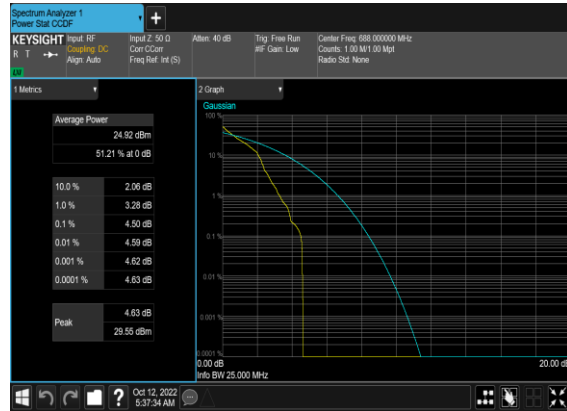 Spectrum Analyzer 1
Power Stat CCDF
+
KEYSIGHT
R T
LXI
Input: RF
Coupling: DC
Align: Auto
Input Z: 50 Ω
Corr CCorr
Freq Ref: Int (S)
Atten: 40 dB
Trig: Free Run
#IF Gain: Low
Center Freq: 688.000000 MHz
Counts: 1.00 M/1.00 Mpt
Radio Std: None
1 Metrics
Average Power
24.92 dBm
51.21 % at 0 dB
10.0 % 2.06 dB
1.0 % 3.28 dB
0.1 % 4.50 dB
0.01 % 4.59 dB
0.001 % 4.62 dB
0.0001 % 4.63 dB
Peak
4.63 dB
29.55 dBm
2 Graph
Gaussian
100 %
10 %
1 %
0.1 %
0.01 %
0.001 %
0.0001 %
0.00 dB
20.00 dB
Info BW 25.000 MHz
?
Oct 12, 2022
5:37:34 AM